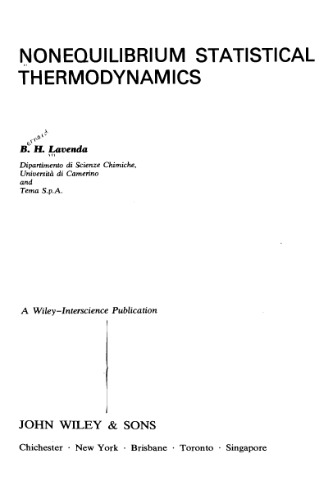 NONEQUILIBRIUM STATISTICAL
THERMODYNAMICS
ernard
B. H. Lavenda
Dipartimento di Scienze Chimiche,
Università di Camerino
and
Tema S.p.A.
A Wiley–Interscience Publication
JOHN WILEY & SONS
Chichester · New York · Brisbane · Toronto · Singapore